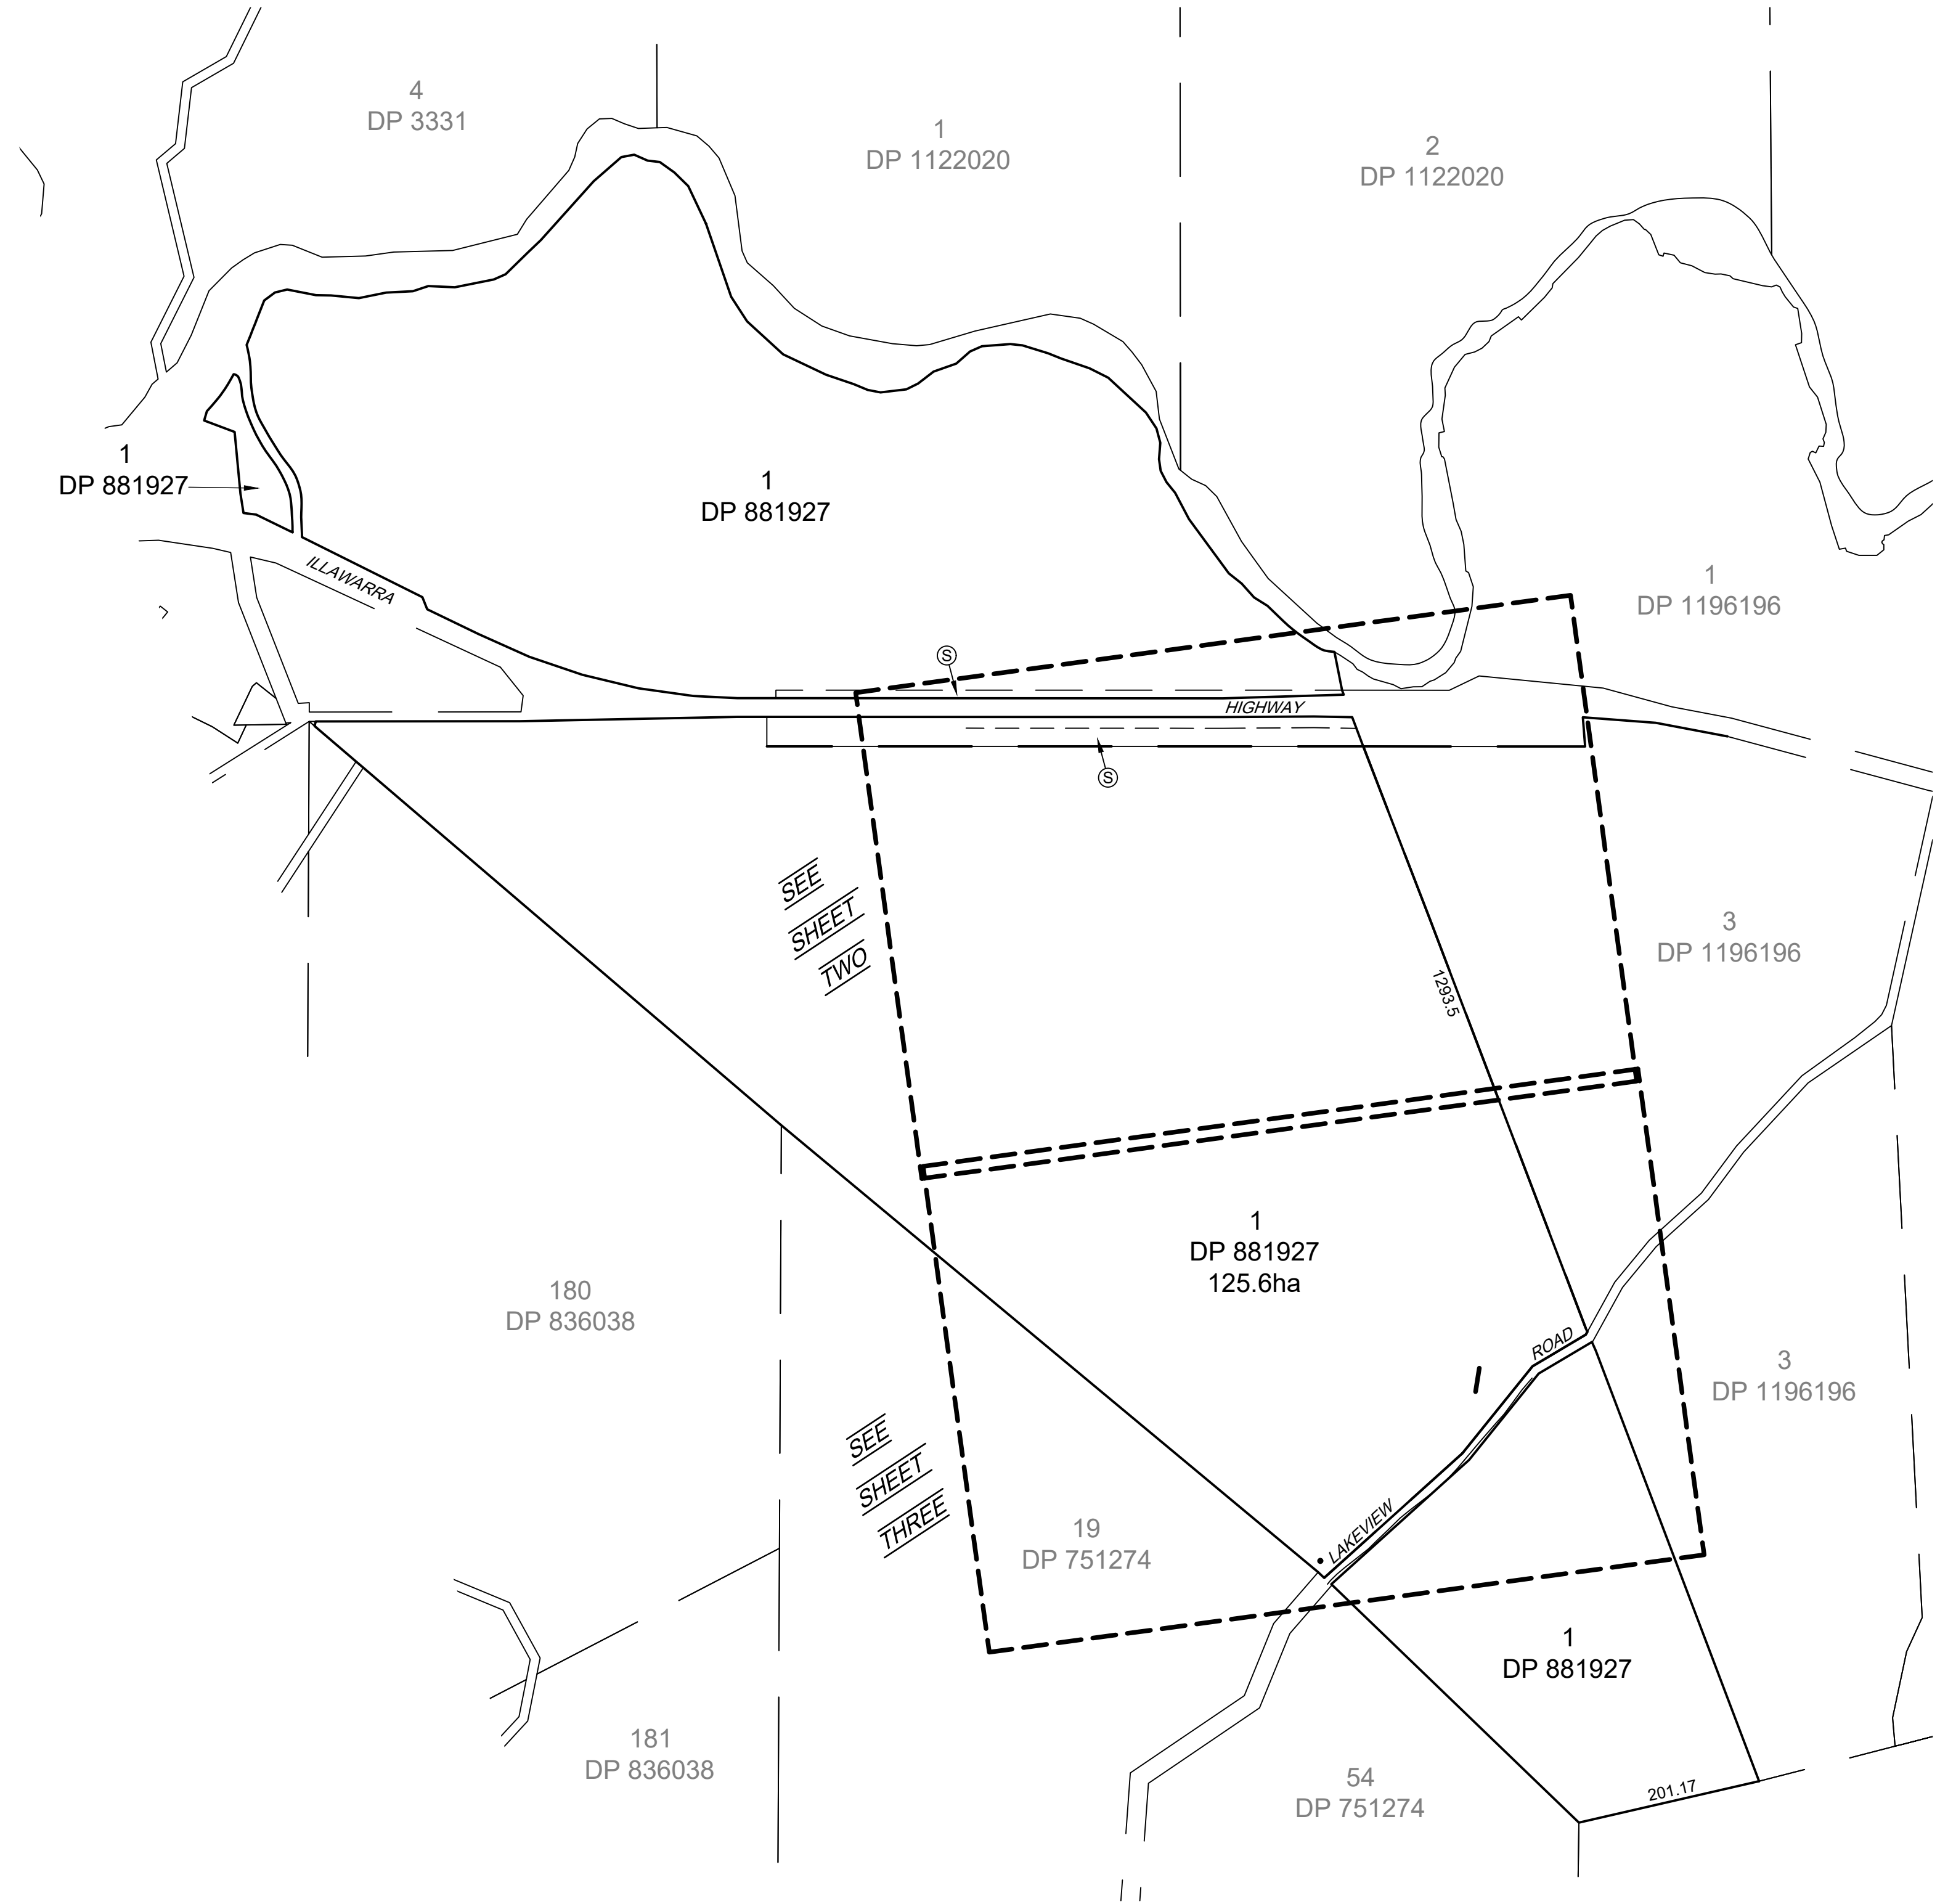 4
DP 3331
1
DP 1122020
2
DP 1122020
1
DP 881927
1
DP 881927
ILLAWARRA
1
DP 1196196
S
HIGHWAY
S
SEE
SHEET
TWO
1293.5
3
DP 1196196
1
DP 881927
125.6ha
180
DP 836038
ROAD
3
DP 1196196
SEE
SHEET
THREE
19
DP 751274
LAKEVIEW
1
DP 881927
181
DP 836038
54
DP 751274
201.17